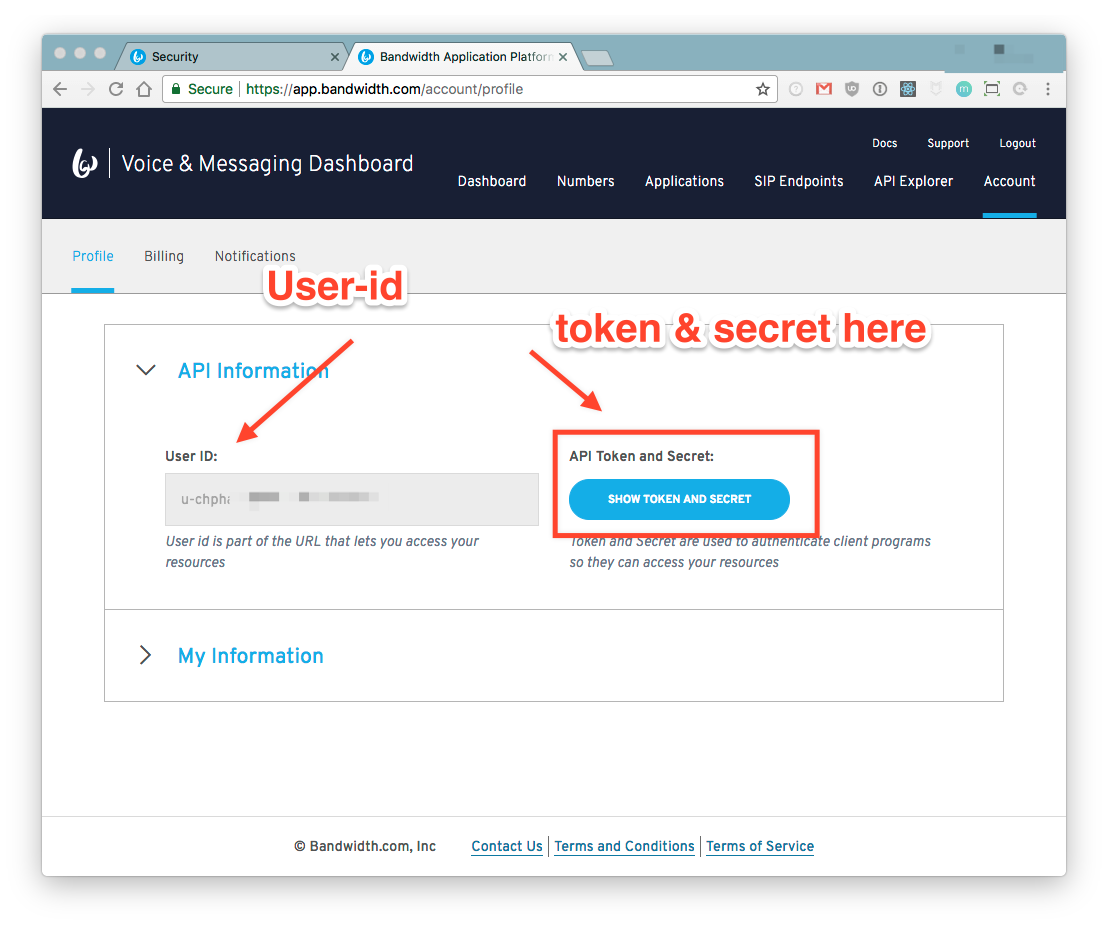 Security
Bandwidth Application Platform
Secure https://app.bandwidth.com/account/profile
Docs Support Logout
Voice & Messaging Dashboard
Dashboard Numbers Applications SIP Endpoints API Explorer Account
Profile Billing Notifications
User-id
token & secret here
API Information
User ID: API Token and Secret:
u-chpha SHOW TOKEN AND SECRET
User id is part of the URL that lets you access your Token and Secret are used to authenticate client programs
resources so they can access your resources
My Information
© Bandwidth.com, Inc Contact Us Terms and Conditions Terms of Service